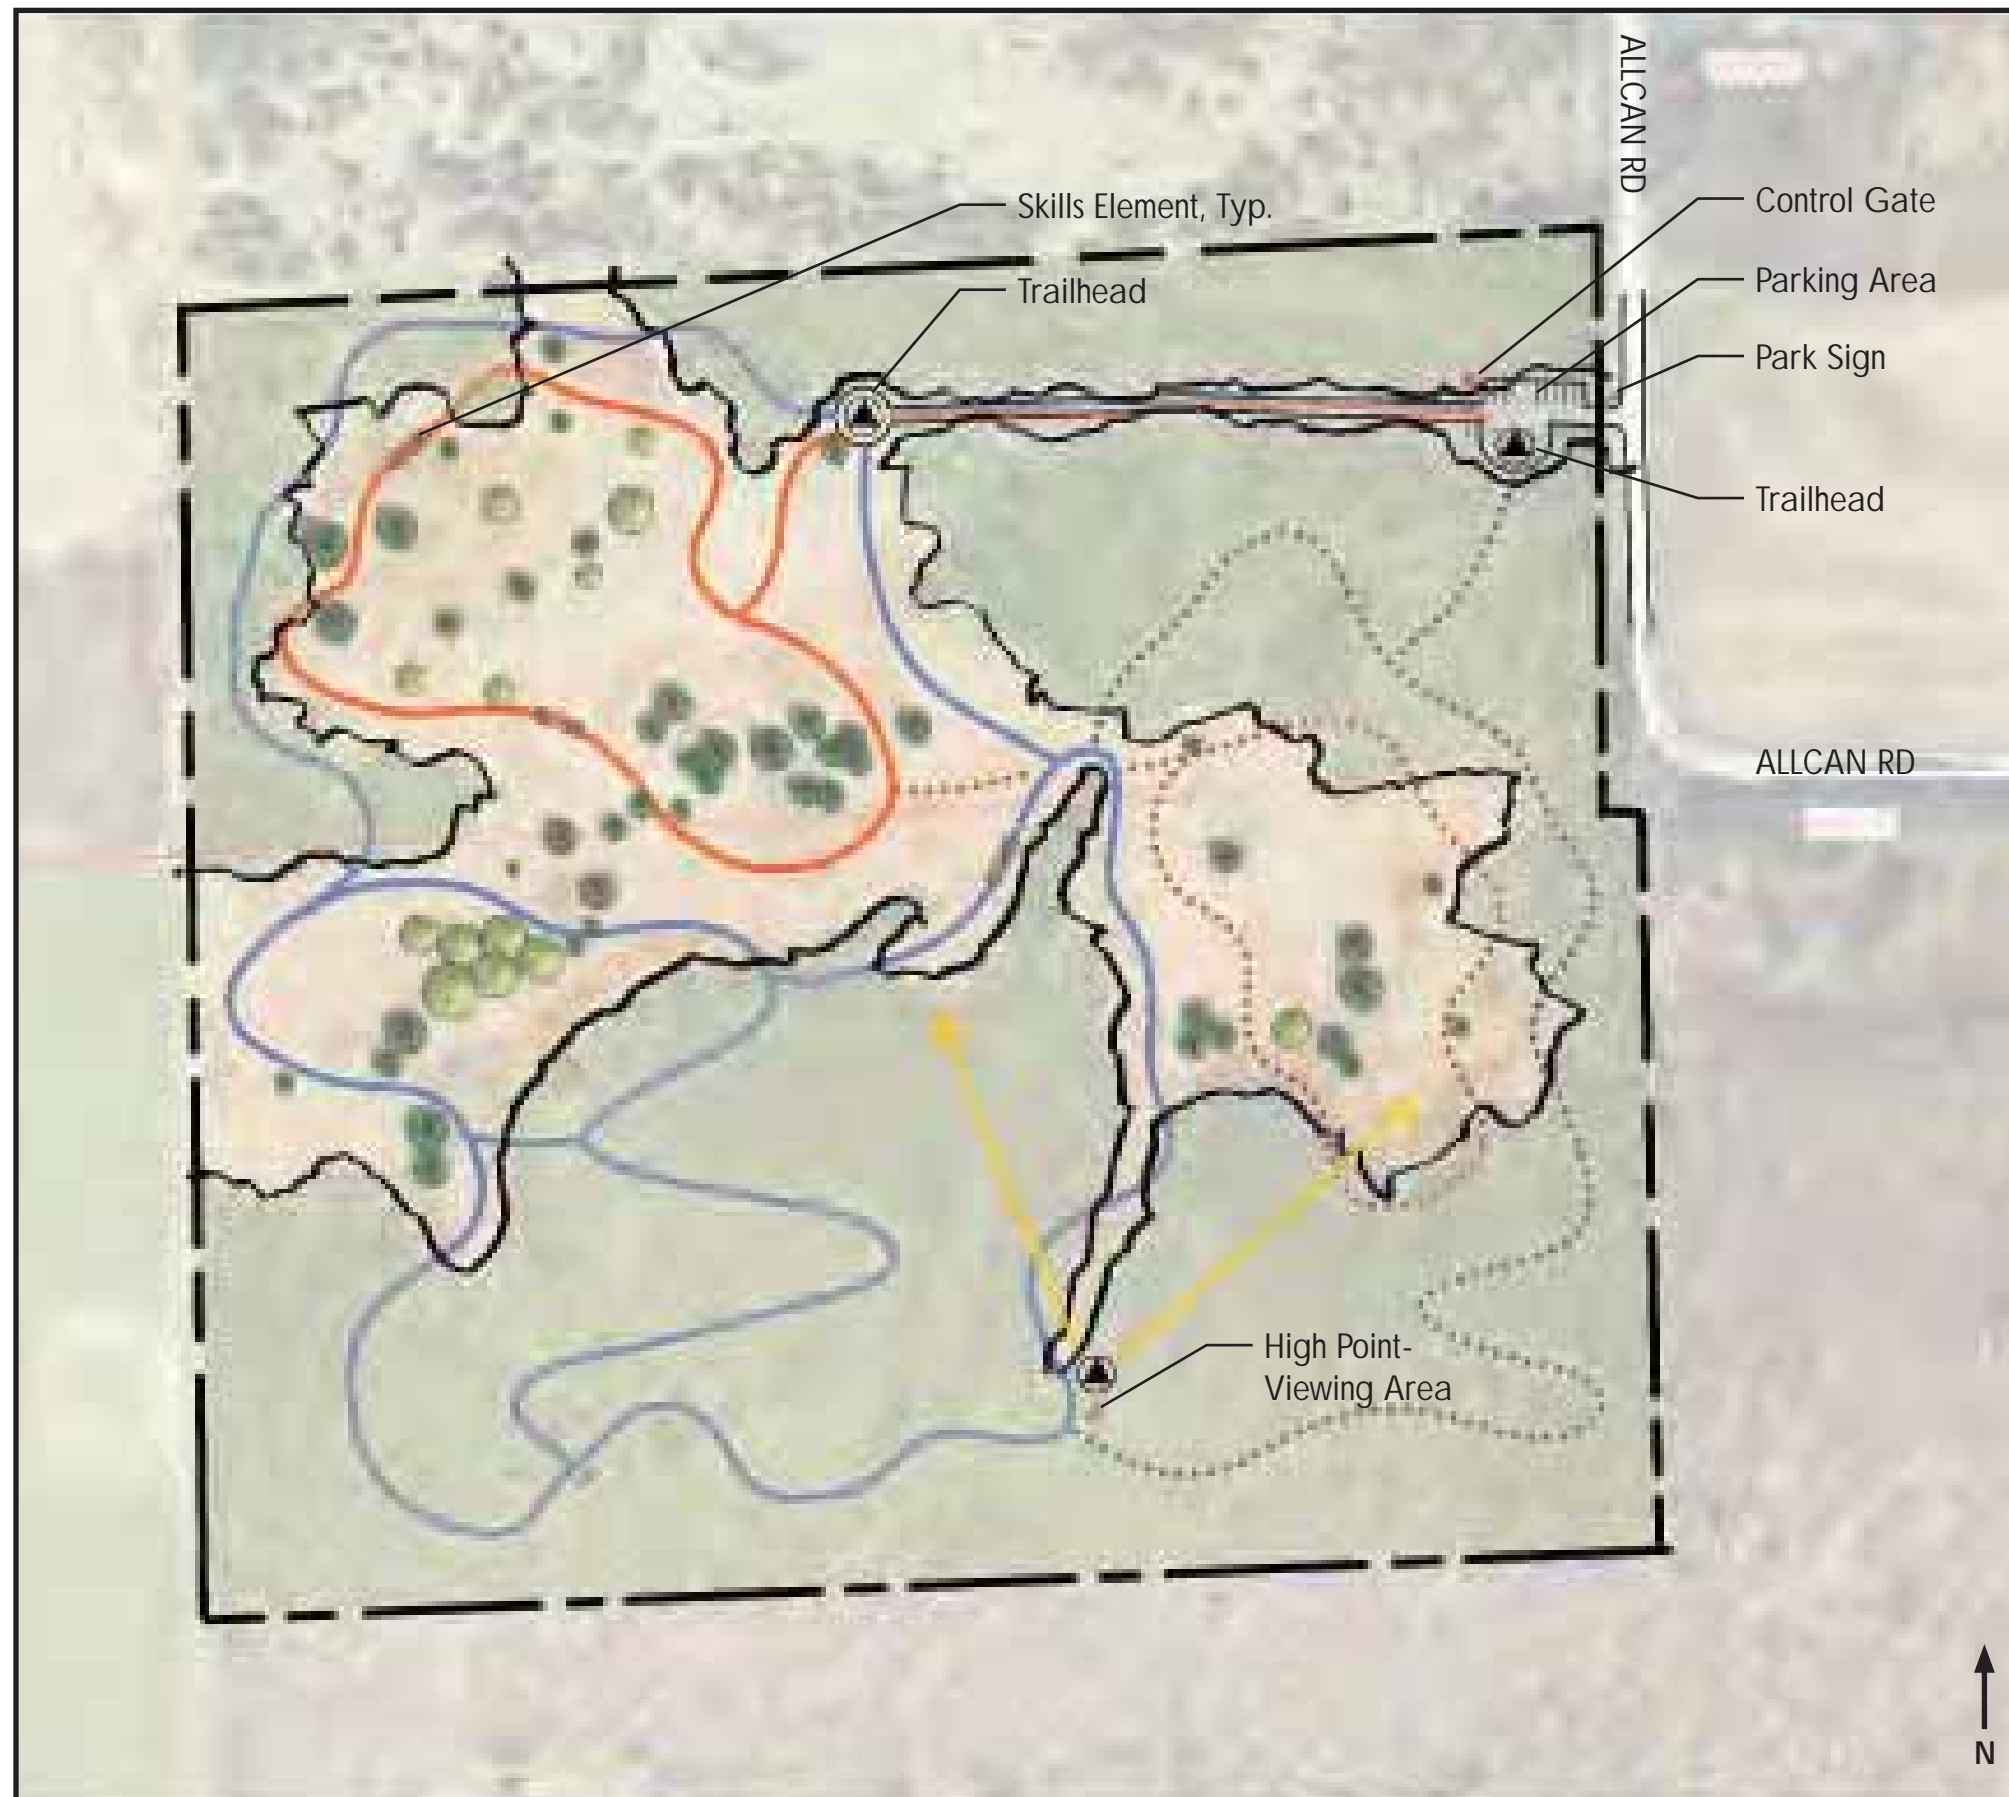 ALLCAN RD
Skills Element, Typ.
Control Gate
Parking Area
Trailhead
Park Sign
Trailhead
ALLCAN RD
High Point-
Viewing Area
N